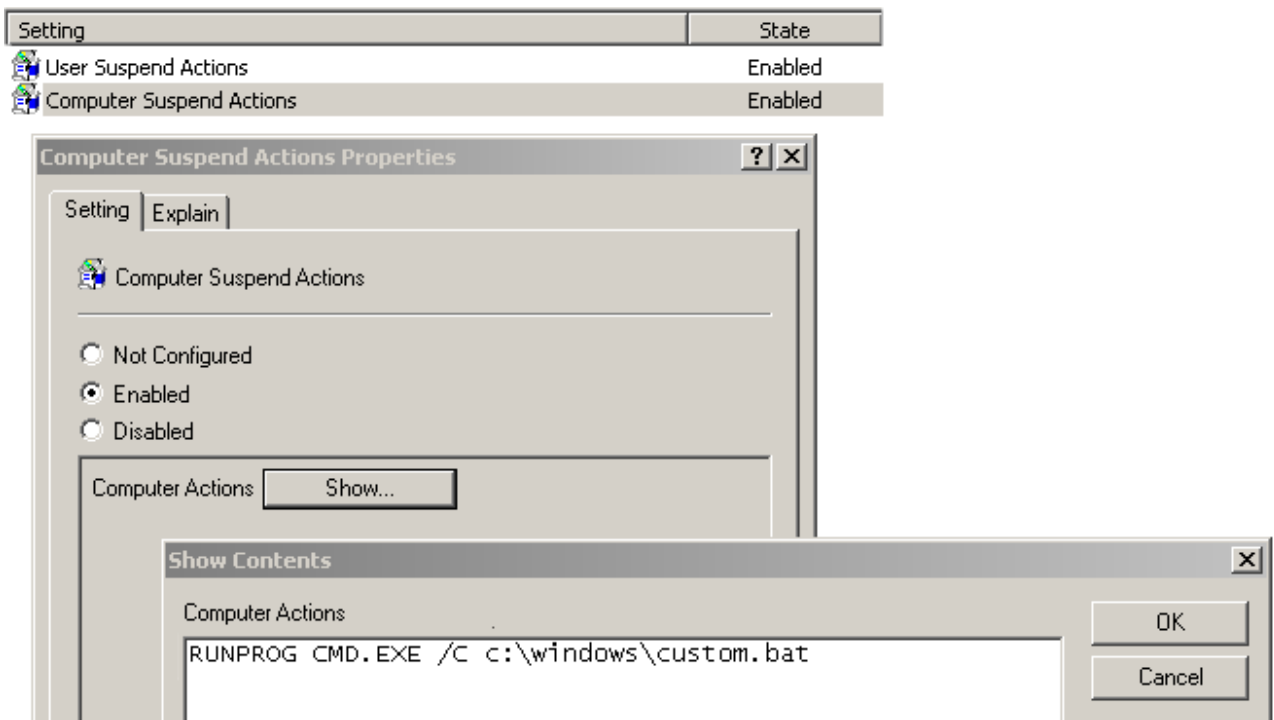 Setting State
User Suspend Actions Enabled
Computer Suspend Actions Enabled
Computer Suspend Actions Properties
Setting Explain
Computer Suspend Actions
Not Configured
Enabled
Disabled
Computer Actions Show...
Show Contents
Computer Actions
OK
RUNPROG CMD.EXE /C c:\windows\custom.bat
Cancel